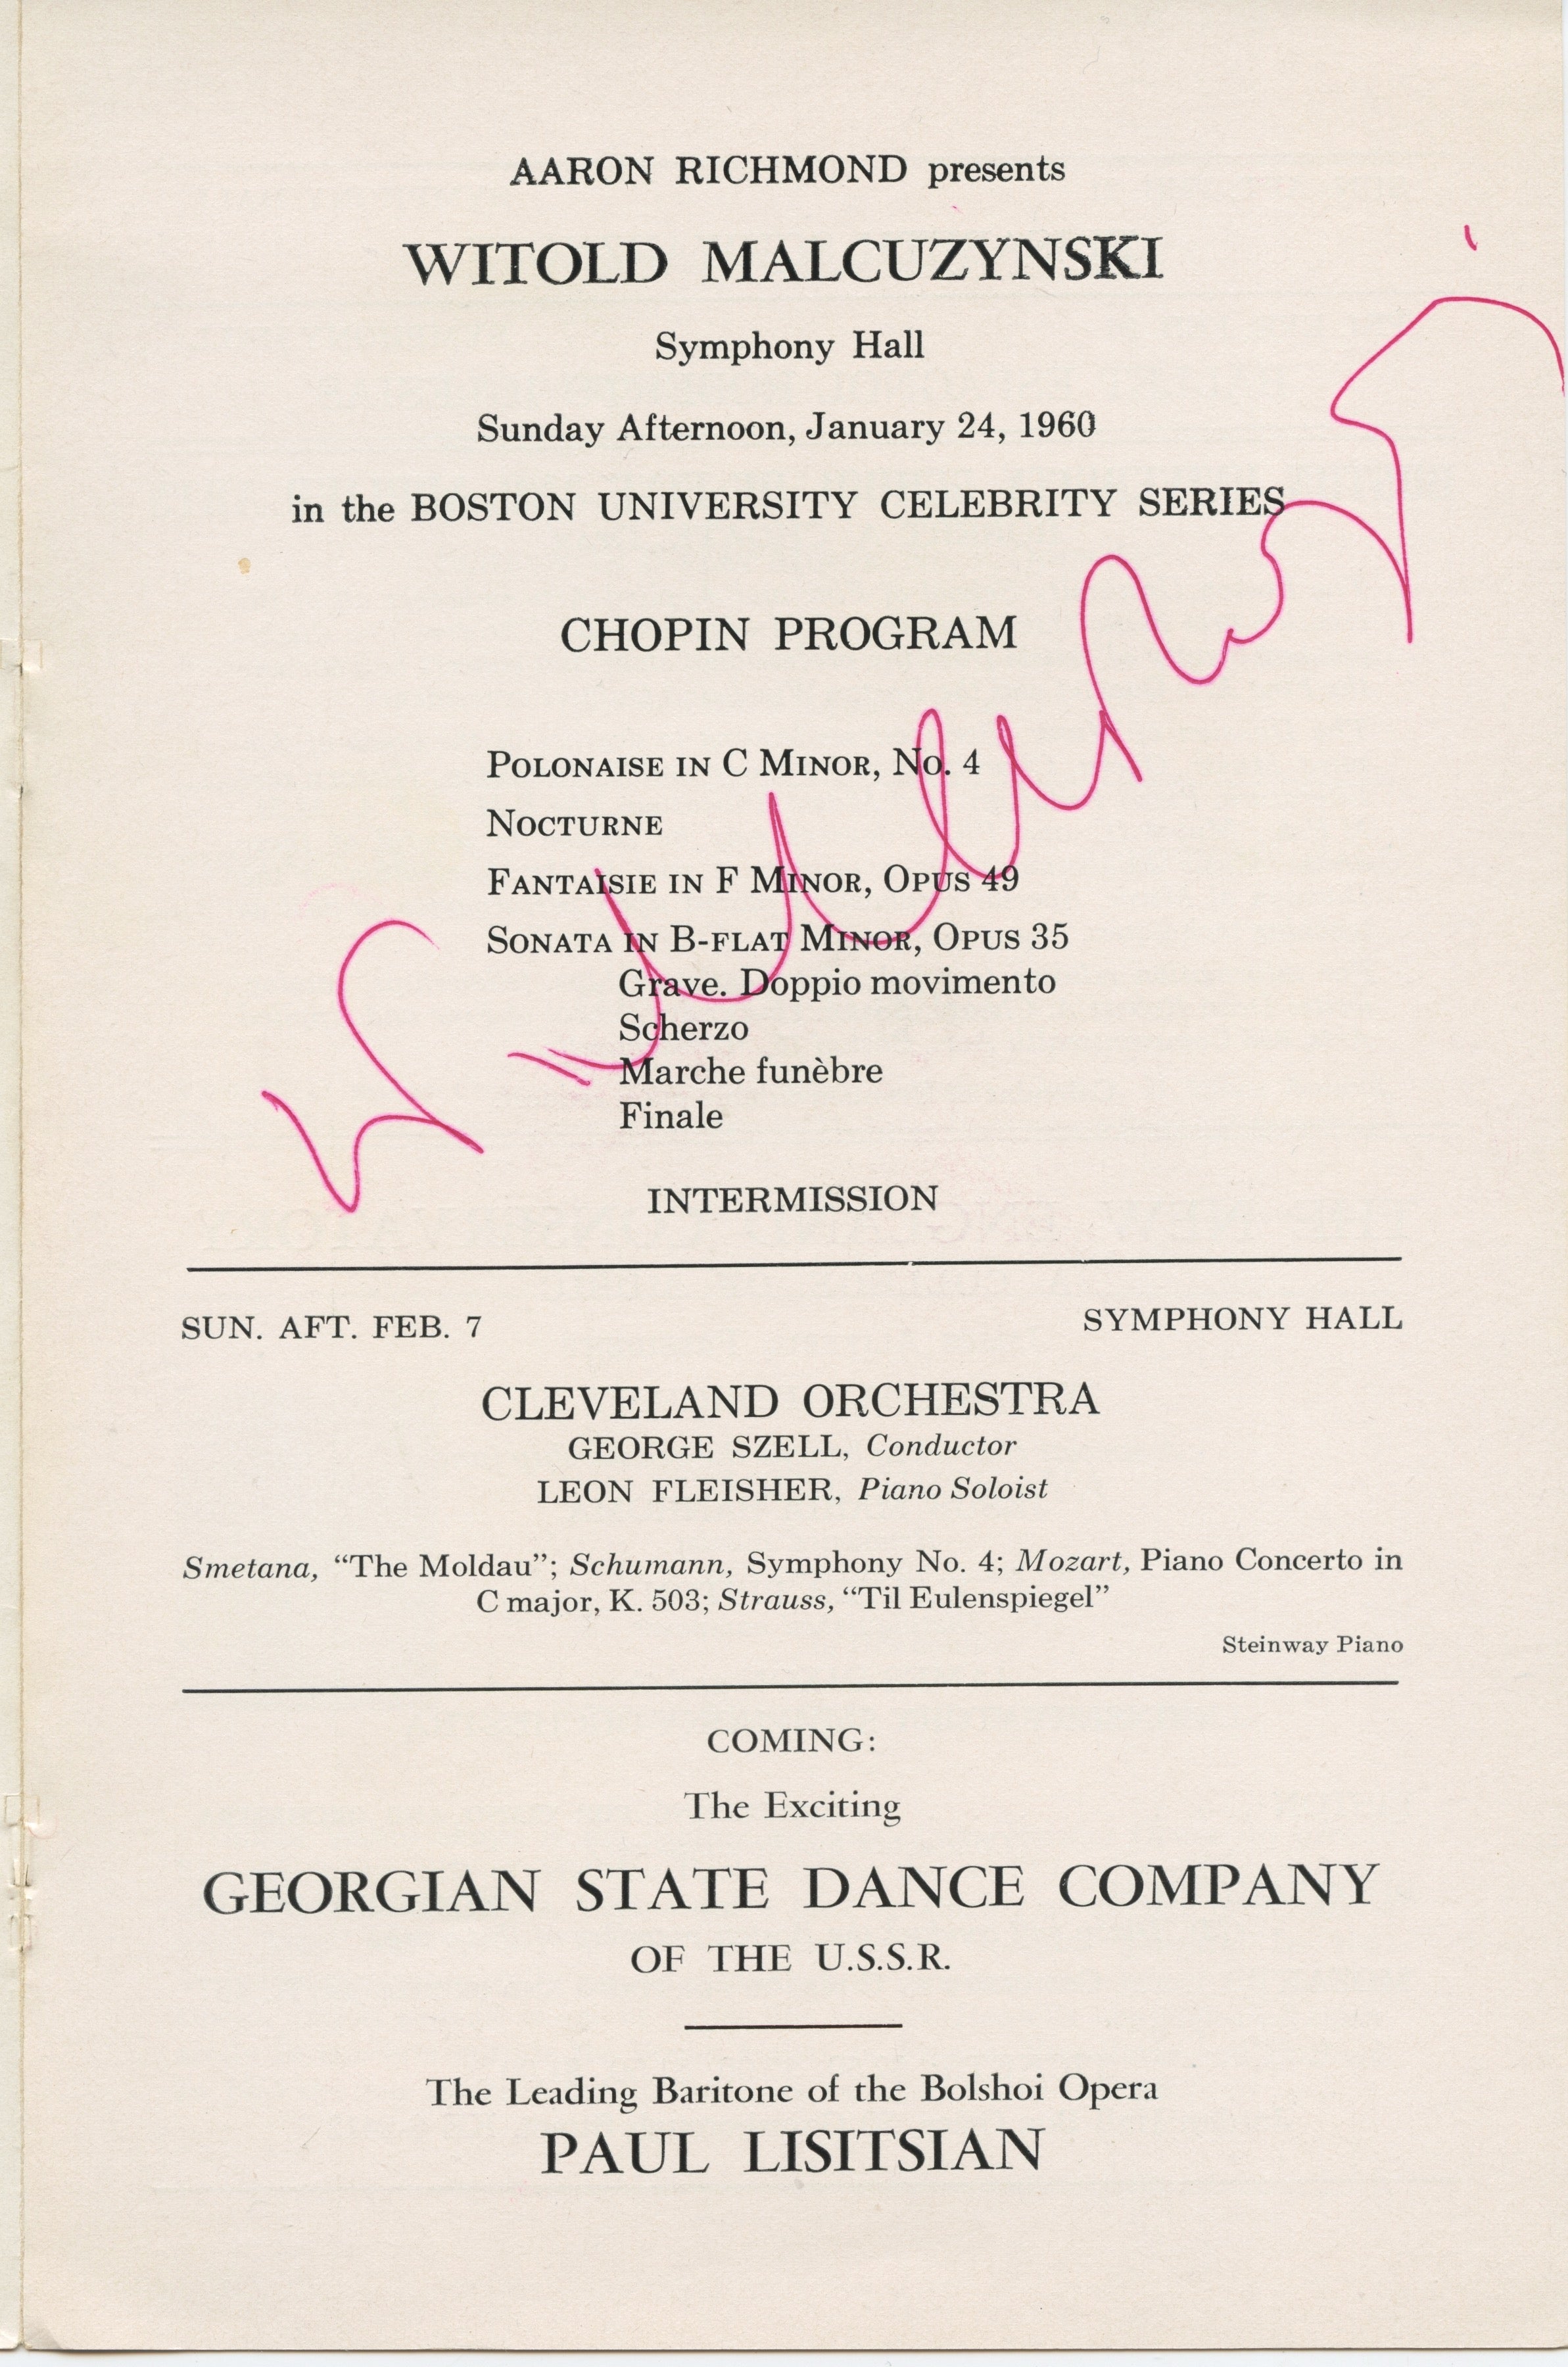 AARON RICHMOND presents
WITOLD MALCUZYNSKI
Symphony Hall
Sunday Afternoon, January 24, 1960
in the BOSTON UNIVERSITY CELEBRITY SERIES
CHOPIN PROGRAM
POLONAISE IN C MINOR, NO. 4
NOCTURNE
FANTAISIE IN F MINOR, OPUS 49
SONATA IN B-FLAT MINOR, OPUS 35
Grave. Doppio movimento
Scherzo
Marche funèbre
Finale
INTERMISSION
SUN. AFT. FEB. 7 SYMPHONY HALL
CLEVELAND ORCHESTRA
GEORGE SZELL, Conductor
LEON FLEISHER, Piano Soloist
Smetana, “The Moldau”; Schumann, Symphony No. 4; Mozart, Piano Concerto in
C major, K. 503; Strauss, “Til Eulenspiegel”
Steinway Piano
COMING:
The Exciting
GEORGIAN STATE DANCE COMPANY
OF THE U.S.S.R.
The Leading Baritone of the Bolshoi Opera
PAUL LISITSIAN